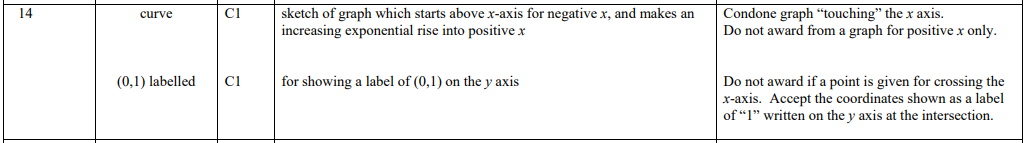 14
curve
C1
sketch of graph which starts above x-axis for negative x, and makes an
increasing exponential rise into positive x
Condone graph “touching” the x axis.
Do not award from a graph for positive x only.
(0,1) labelled
C1
for showing a label of (0,1) on the y axis
Do not award if a point is given for crossing the
x-axis. Accept the coordinates shown as a label
of “1” written on the y axis at the intersection.